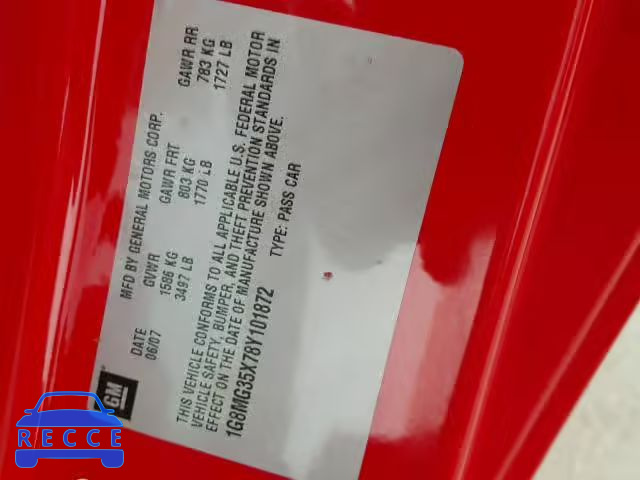 GM
MFD BY GENERAL MOTORS CORP.
DATE GVWR GAWR FRT GAWR RR
06/07 1586 KG 803 KG 783 KG
3497 LB 1770 LB 1727 LB
THIS VEHICLE CONFORMS TO ALL APPLICABLE U.S. FEDERAL MOTOR
VEHICLE SAFETY, BUMPER, AND THEFT PREVENTION STANDARDS IN
EFFECT ON THE DATE OF MANUFACTURE SHOWN ABOVE.
1G8MG35X78Y101872 TYPE: PASS CAR
RECCE